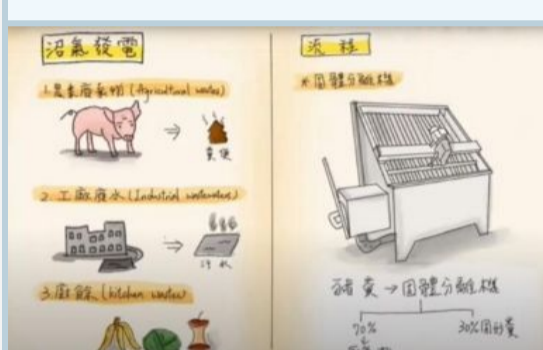 沼氣發電
1.農業廢棄物 (Agricultural wastes)
糞便
2.工廠廢水 (Industrial wastewaters)
污水
3.廚餘 (kitchen wastes)
流程
*固體分離機
豬糞→固體分離機
70%
30%固形糞